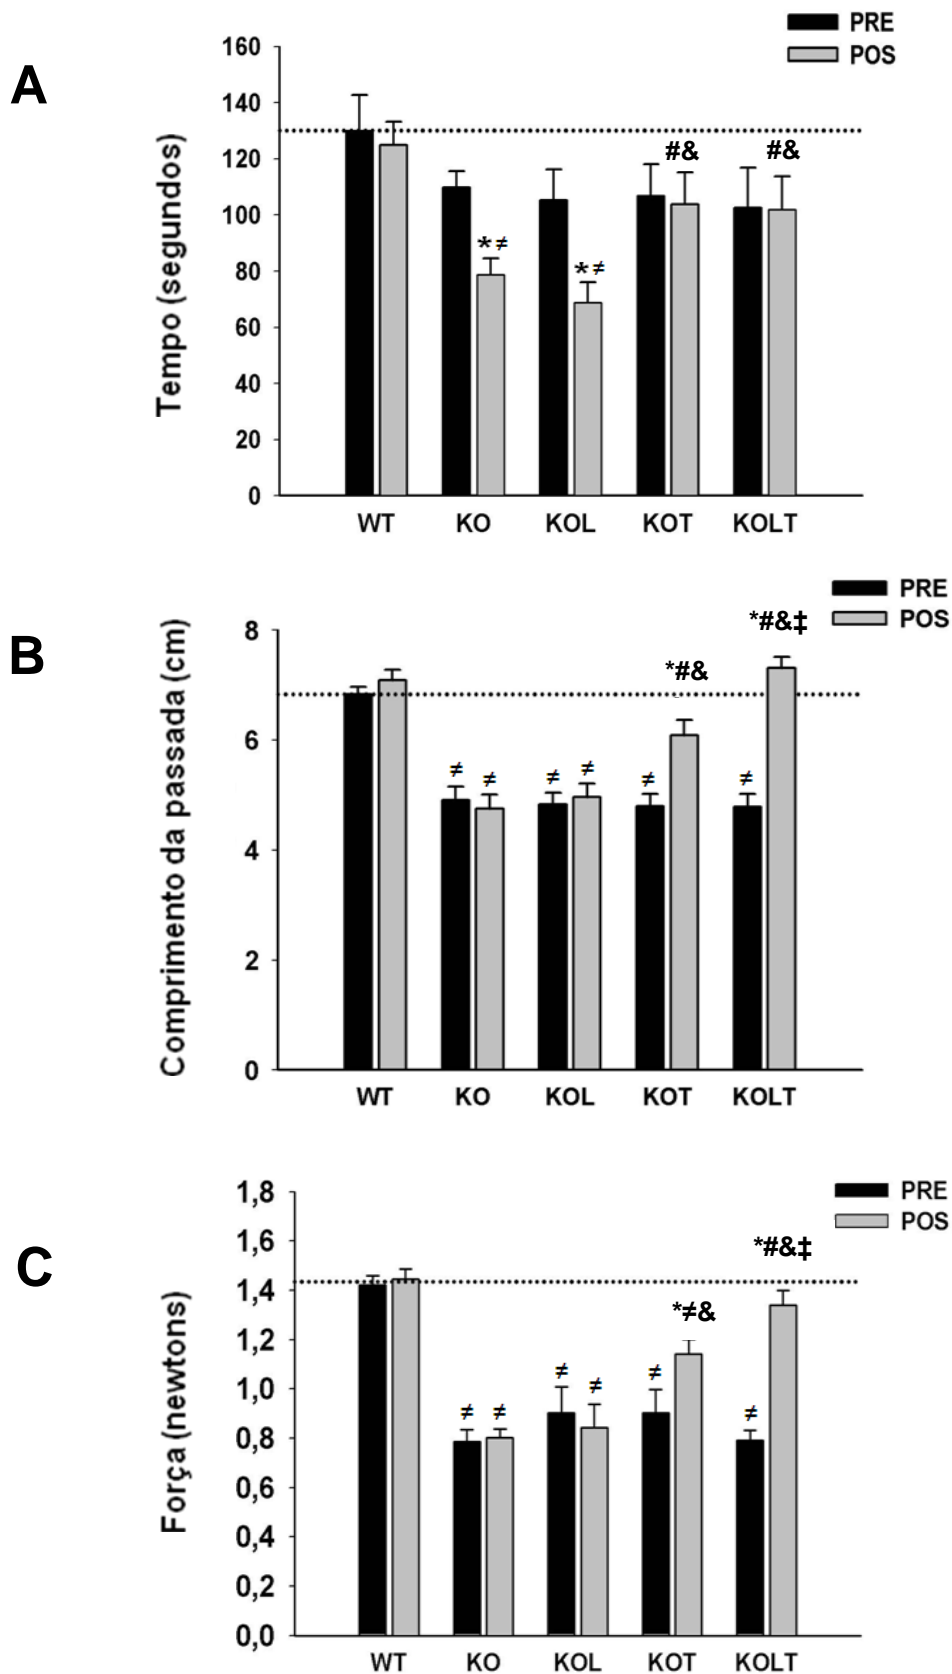 PRE
POS
A
Tempo (segundos)
160
140
120
100
80
60
40
20
0
#&
#&
*≠
*≠
WT KO KOL KOT KOLT
PRE
POS
B
Comprimento da passada (cm)
8
6
4
2
0
*#&‡
*#&
≠ ≠ ≠ ≠ ≠ ≠
WT KO KOL KOT KOLT
PRE
POS
C
Força (newtons)
1,8
1,6
1,4
1,2
1,0
0,8
0,6
0,4
0,2
0,0
*#&‡
*≠&
≠ ≠ ≠ ≠ ≠ ≠
WT KO KOL KOT KOLT